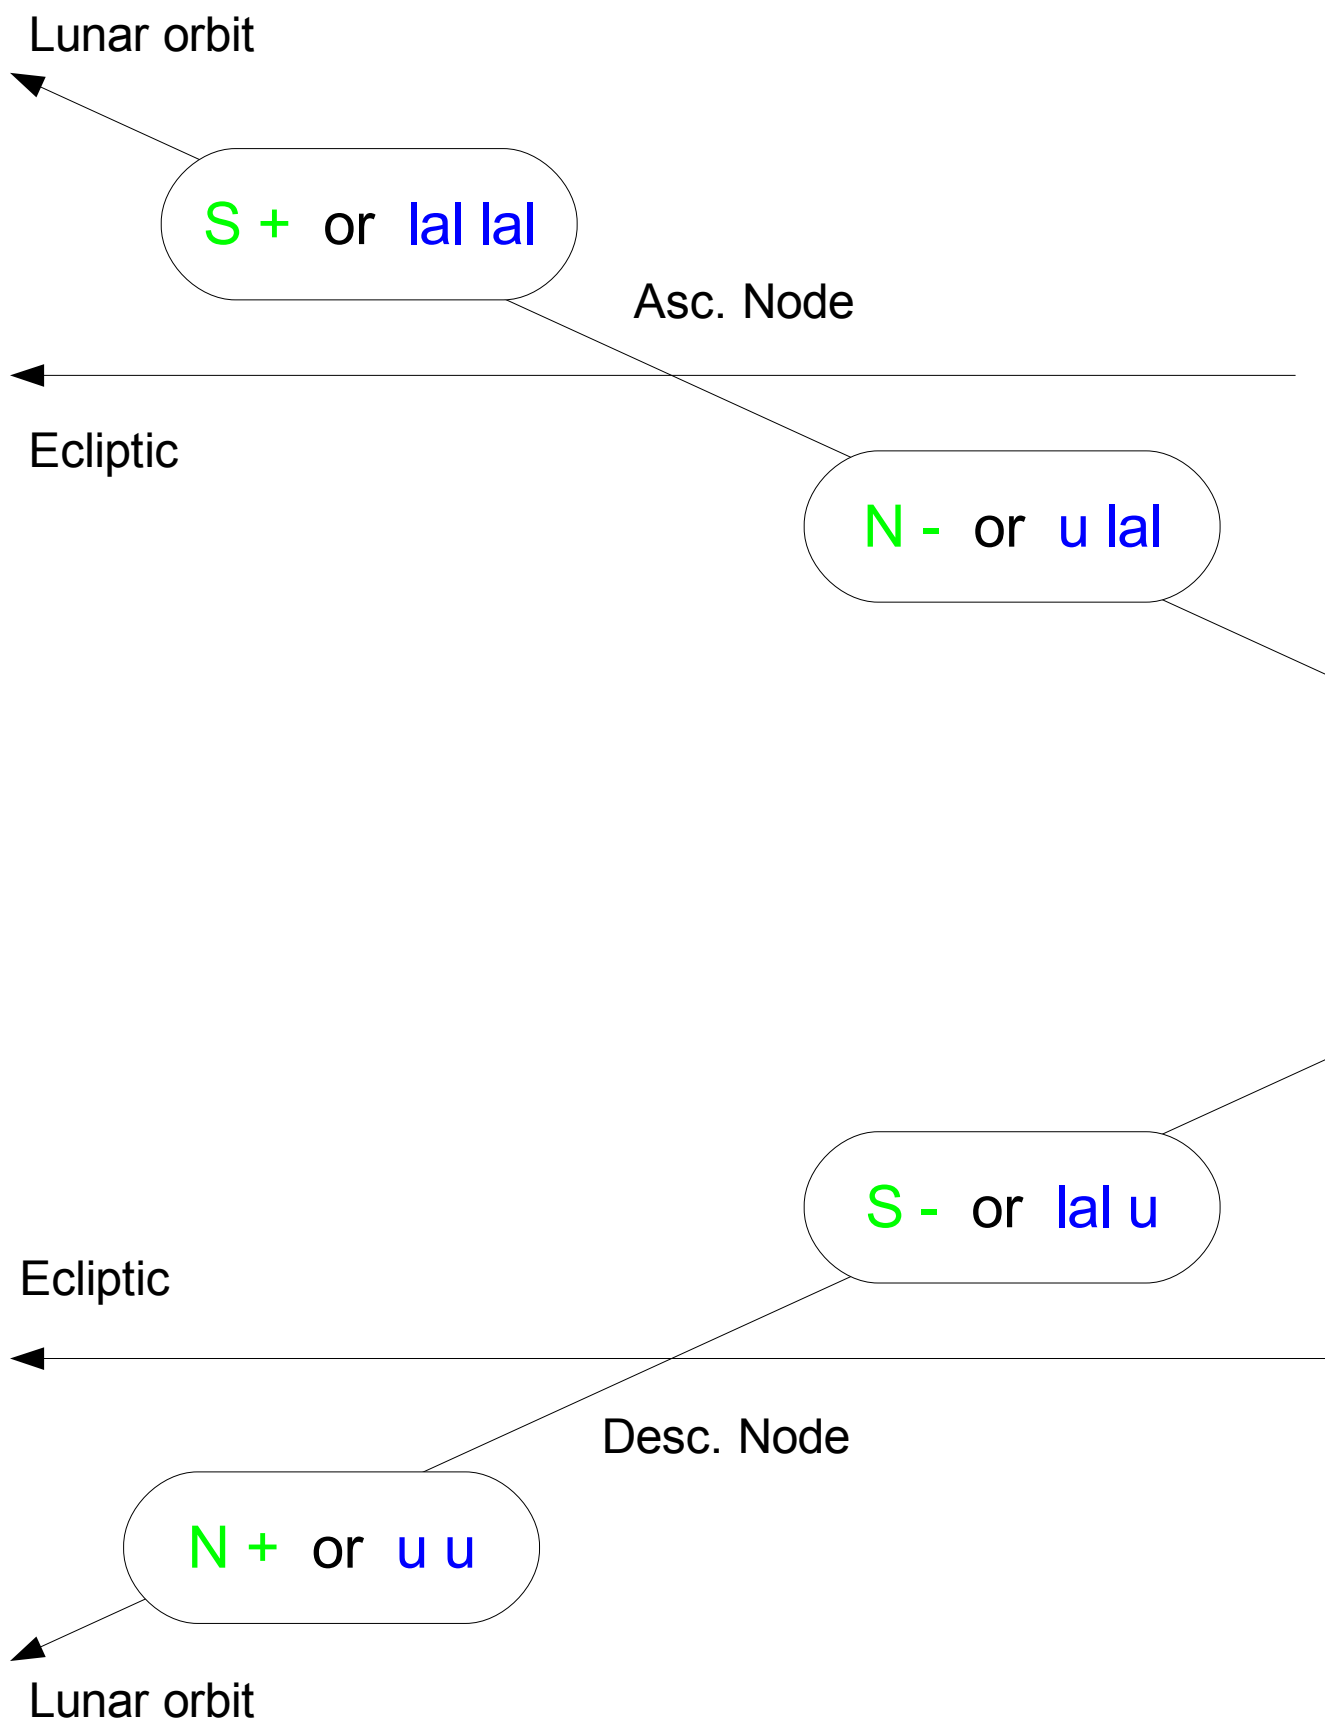 Lunar orbit
S + or lal lal
Asc. Node
Ecliptic
N - or u lal
S - or lal u
Ecliptic
Desc. Node
N + or u u
Lunar orbit